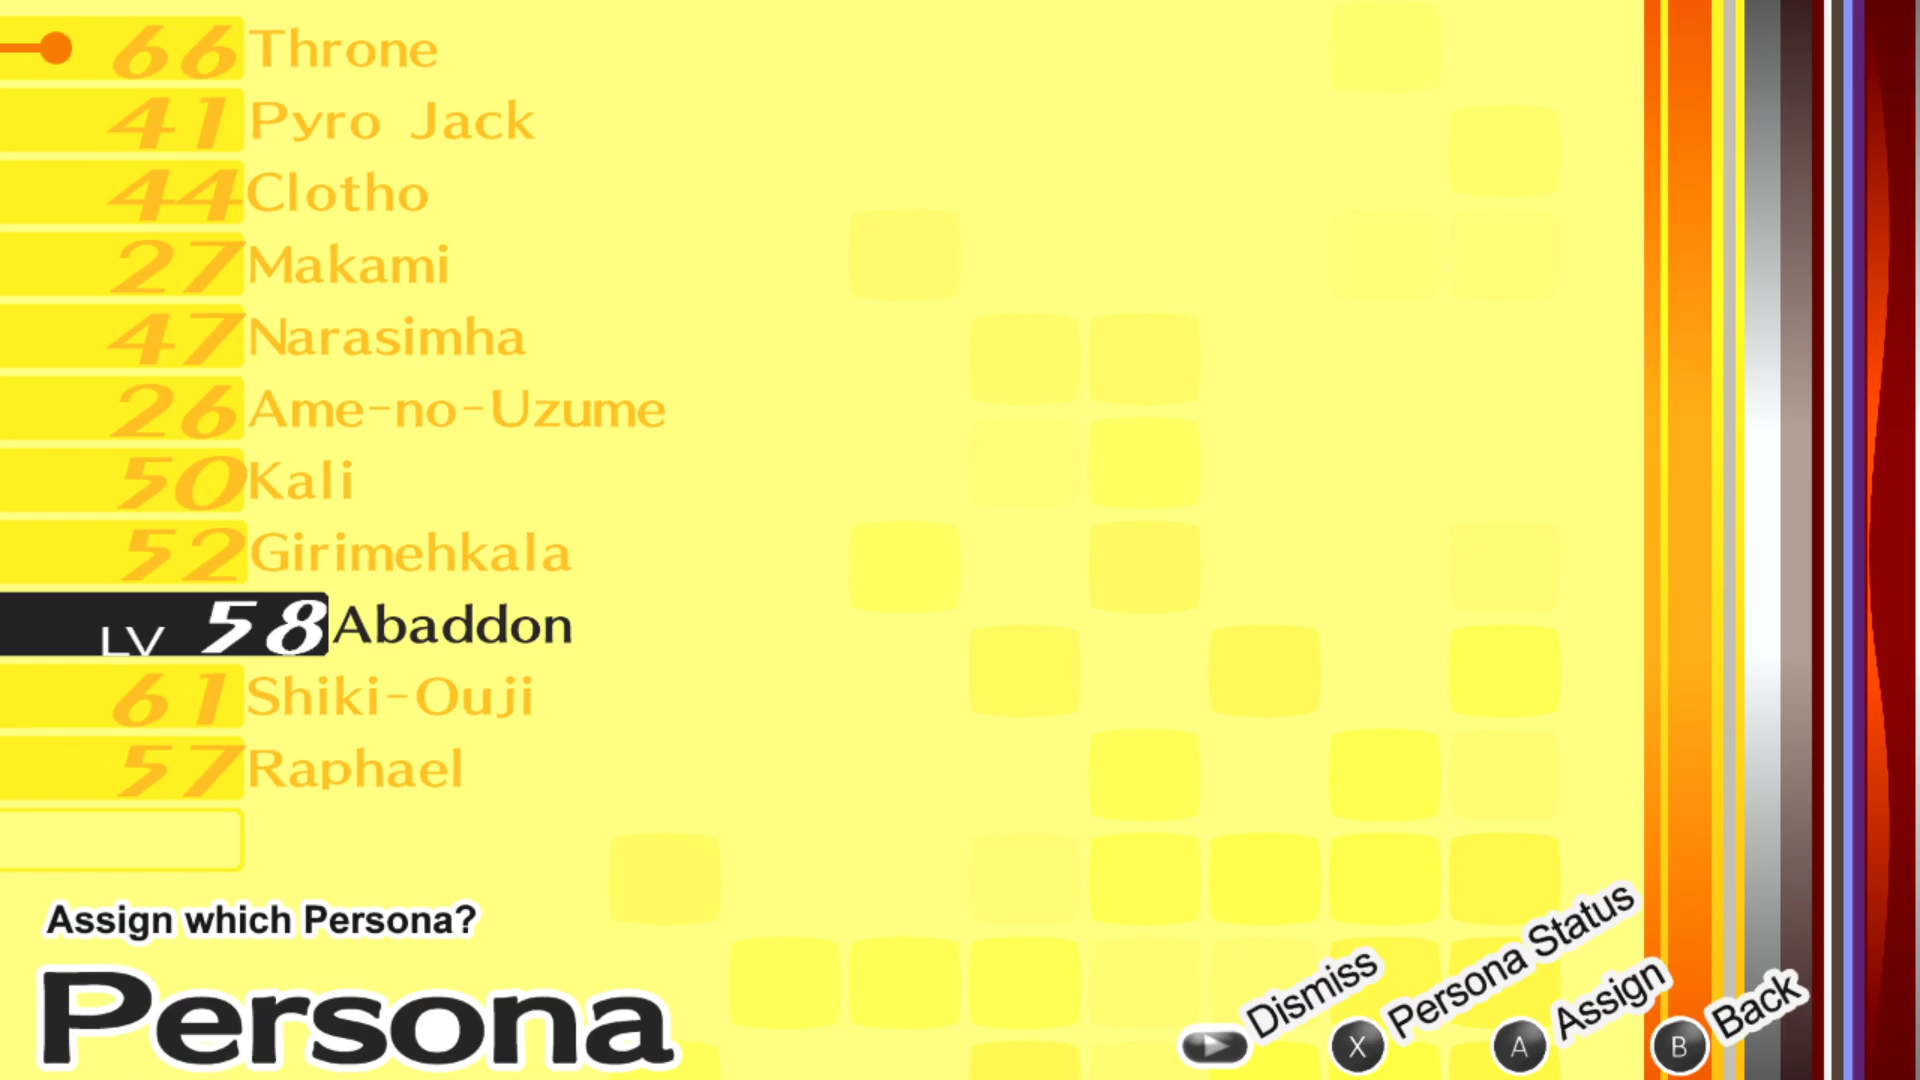 66 Throne
41 Pyro Jack
44 Clotho
27 Makami
47 Narasimha
26 Ame-no-Uzume
50 Kali
52 Girimehkala
LV 58 Abaddon
61 Shiki-Ouji
57 Raphael
Assign which Persona?
Persona
Dismiss
X Persona Status
A Assign
B Back